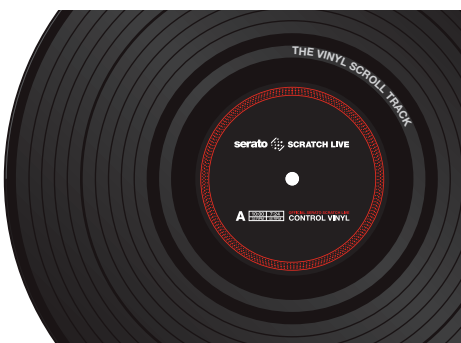 THE VINYL SCROLL TRACK
serato SCRATCH LIVE
A
CONTROL VINYL